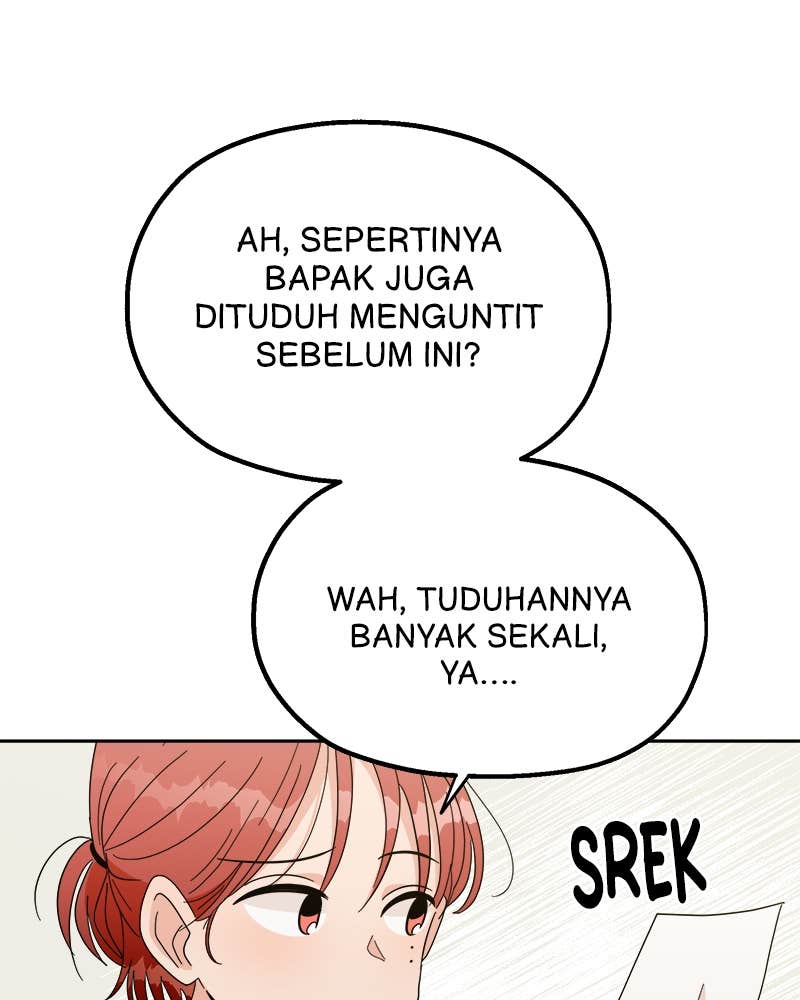 AH, SEPERTINYA
BAPAK JUGA
DITUDUH MENGUNTIT
SEBELUM INI?
WAH, TUDUHANNYA
BANYAK SEKALI,
YA....
SREK